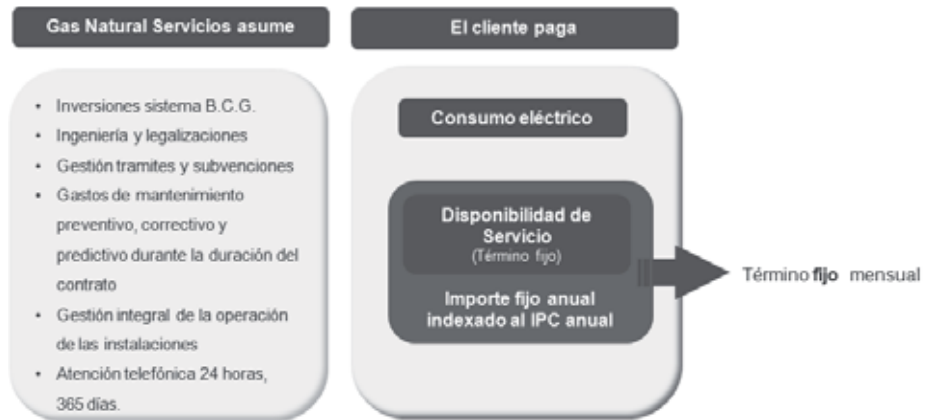 Gas Natural Servicios asume
• Inversiones sistema B.C.G.
• Ingeniería y legalizaciones
• Gestión tramites y subvenciones
• Gastos de mantenimiento
preventivo, correctivo y
predictivo durante la duración del
contrato
• Gestión integral de la operación
de las instalaciones
• Atención telefónica 24 horas,
365 días.
El cliente paga
Consumo eléctrico
Disponibilidad de
Servicio
(Término fijo)
Importe fijo anual
indexado al IPC anual
Término fijo mensual